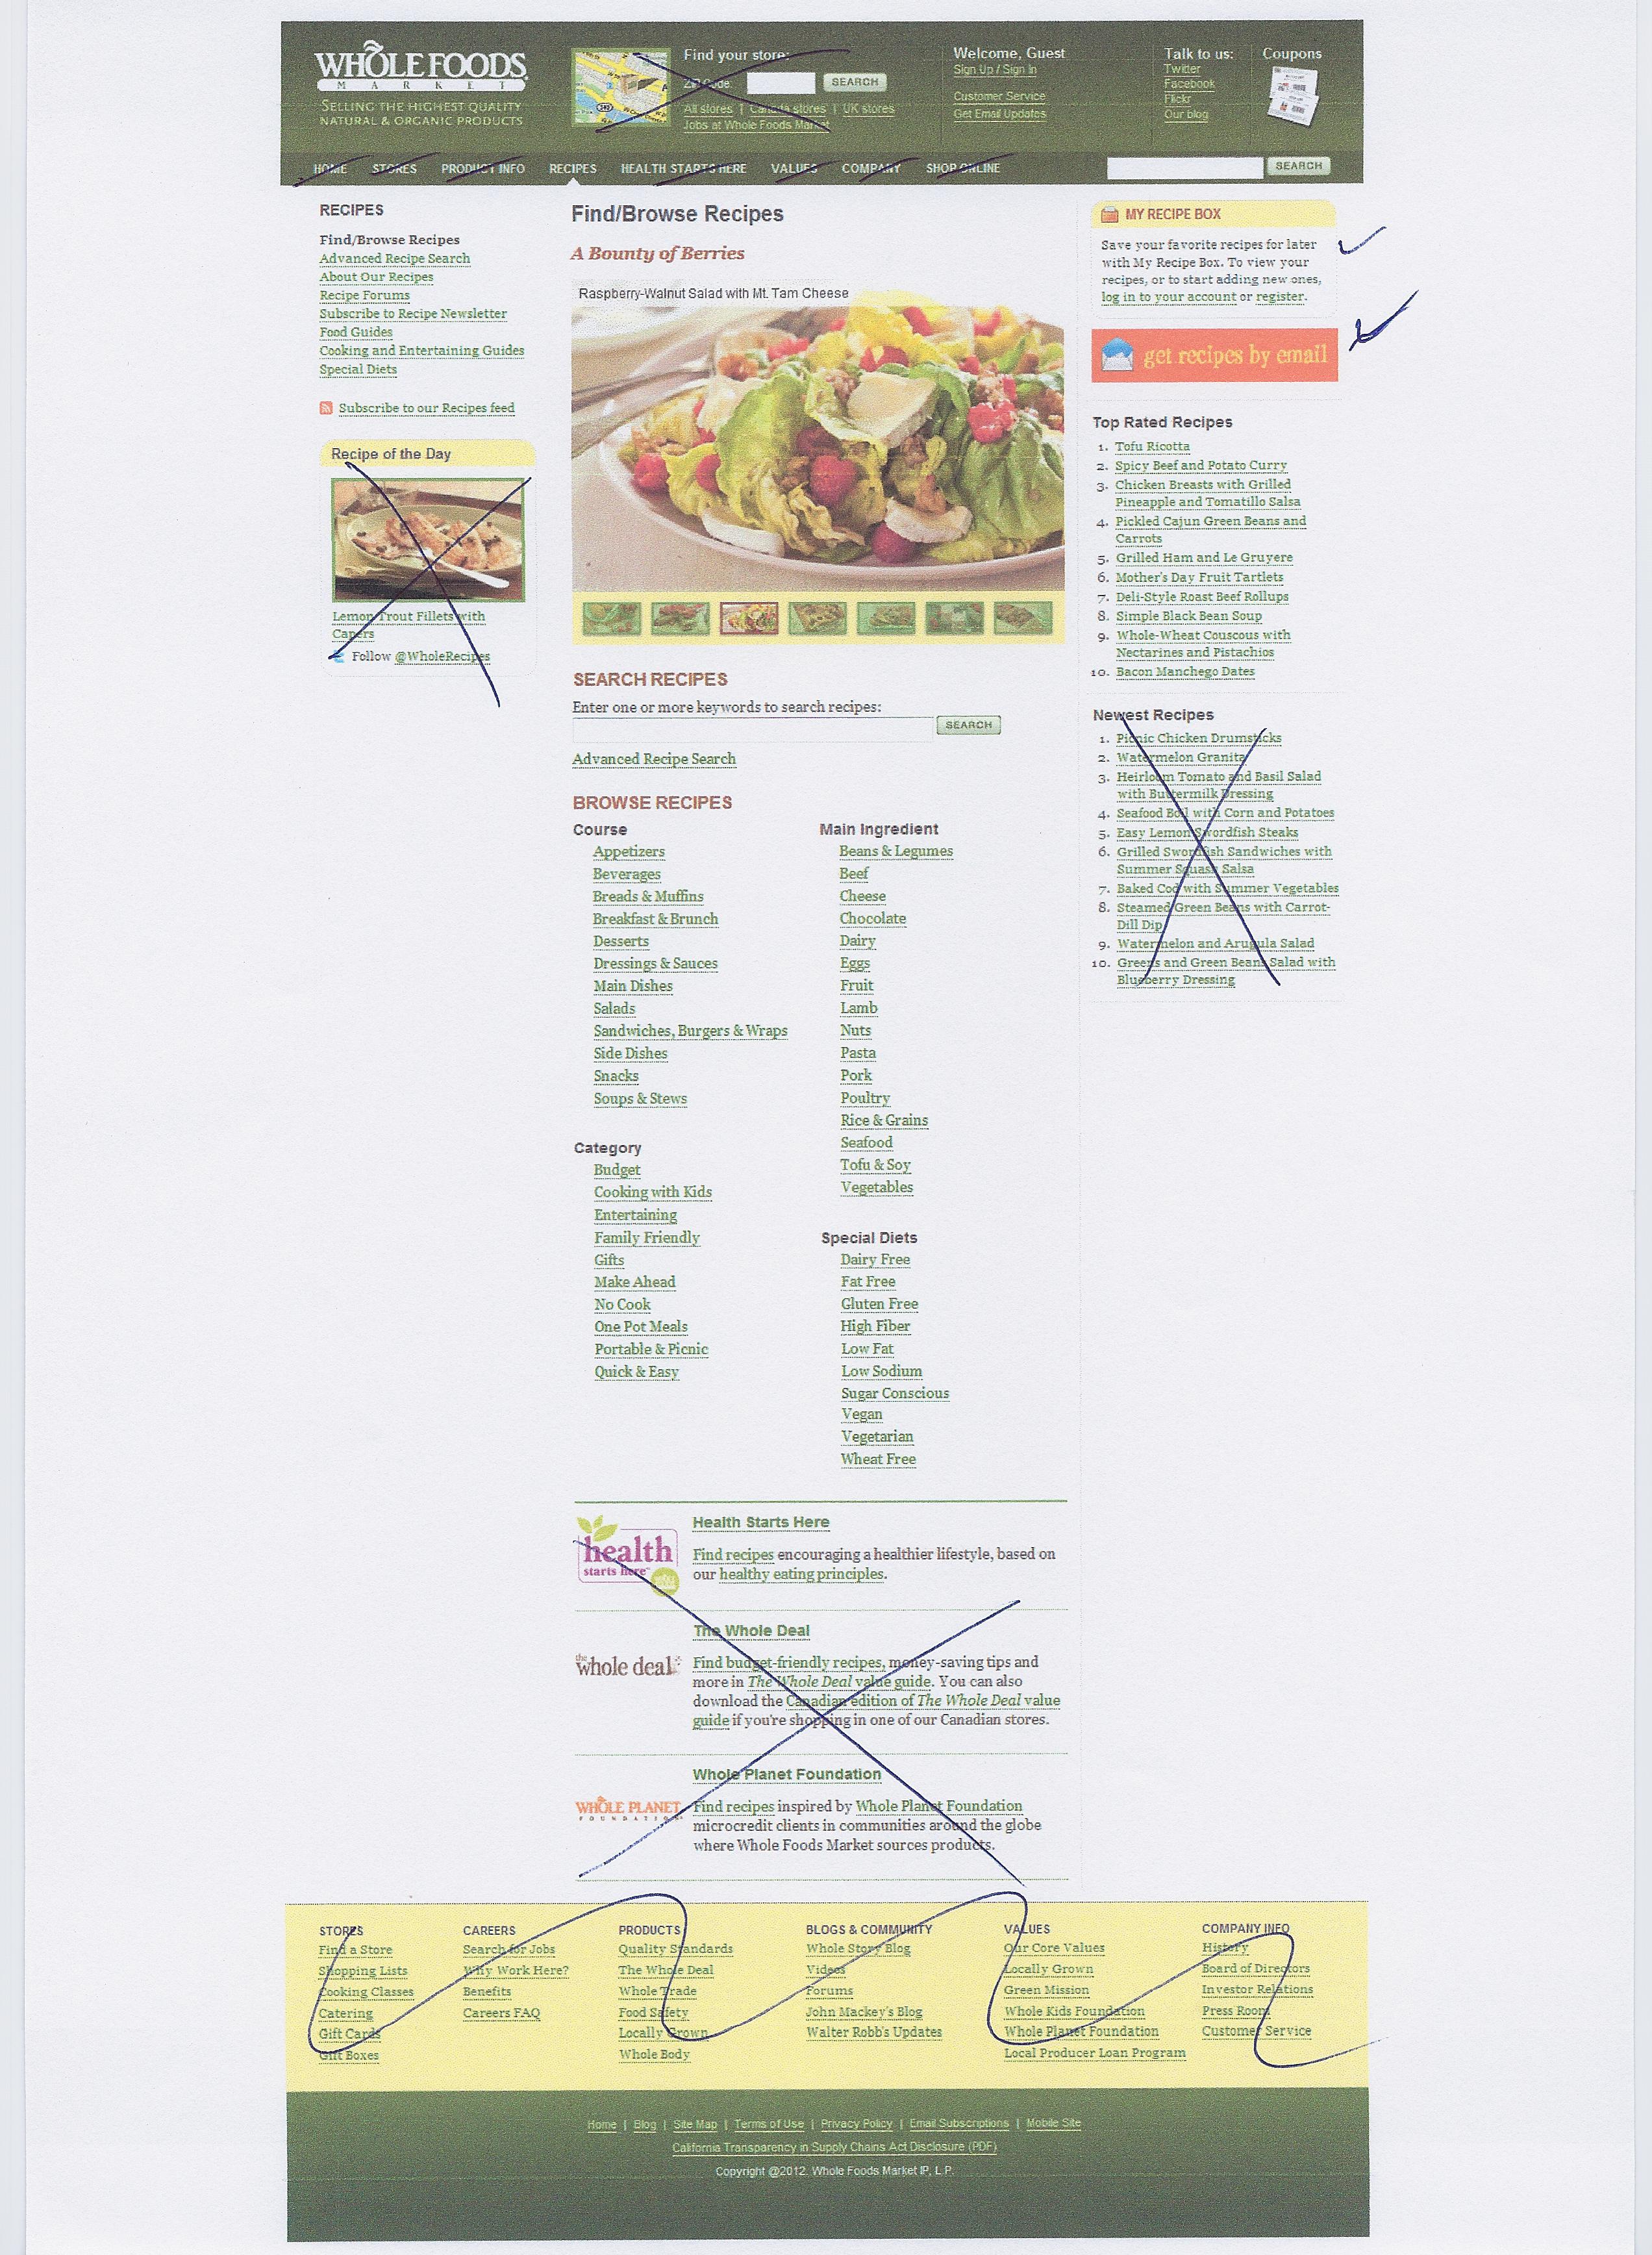 WHOLE FOODS
MARKET
SELLING THE HIGHEST QUALITY
NATURAL & ORGANIC PRODUCTS
Find your store:
Zip Code:
SEARCH
All stores | Canada stores | UK stores
Jobs at Whole Foods Market
Welcome, Guest
Sign Up / Sign In
Customer Service
Get Email Updates
Talk to us:
Twitter
Facebook
Flickr
Our blog
Coupons
HOME STORES PRODUCT INFO RECIPES HEALTH STARTS HERE VALUES COMPANY SHOP ONLINE
SEARCH
RECIPES
Find/Browse Recipes
Advanced Recipe Search
About Our Recipes
Recipe Forums
Subscribe to Recipe Newsletter
Food Guides
Cooking and Entertaining Guides
Special Diets
Subscribe to our Recipes feed
Recipe of the Day
Lemon Trout Fillets with
Capers
Follow @WholeRecipes
Find/Browse Recipes
A Bounty of Berries
Raspberry-Walnut Salad with Mt. Tam Cheese
SEARCH RECIPES
Enter one or more keywords to search recipes:
SEARCH
Advanced Recipe Search
BROWSE RECIPES
Course
Appetizers
Beverages
Breads & Muffins
Breakfast & Brunch
Desserts
Dressings & Sauces
Main Dishes
Salads
Sandwiches, Burgers & Wraps
Side Dishes
Snacks
Soups & Stews
Category
Budget
Cooking with Kids
Entertaining
Family Friendly
Gifts
Make Ahead
No Cook
One Pot Meals
Portable & Picnic
Quick & Easy
Main Ingredient
Beans & Legumes
Beef
Cheese
Chocolate
Dairy
Eggs
Fruit
Lamb
Nuts
Pasta
Pork
Poultry
Rice & Grains
Seafood
Tofu & Soy
Vegetables
Special Diets
Dairy Free
Fat Free
Gluten Free
High Fiber
Low Fat
Low Sodium
Sugar Conscious
Vegan
Vegetarian
Wheat Free
MY RECIPE BOX
Save your favorite recipes for later
with My Recipe Box. To view your
recipes, or to start adding new ones,
log in to your account or register.
get recipes by email
Top Rated Recipes
1. Tofu Ricotta
2. Spicy Beef and Potato Curry
3. Chicken Breasts with Grilled
Pineapple and Tomatillo Salsa
4. Pickled Cajun Green Beans and
Carrots
5. Grilled Ham and Le Gruyere
6. Mother's Day Fruit Tartlets
7. Deli-Style Roast Beef Rollups
8. Simple Black Bean Soup
9. Whole-Wheat Couscous with
Nectarines and Pistachios
10. Bacon Manchego Dates
Newest Recipes
1. Picnic Chicken Drumsticks
2. Watermelon Granita
3. Heirloom Tomato and Basil Salad
with Buttermilk Dressing
4. Seafood Boil with Corn and Potatoes
5. Easy Lemon Swordfish Steaks
6. Grilled Swordfish Sandwiches with
Summer Squash Salsa
7. Baked Cod with Summer Vegetables
8. Steamed Green Beans with Carrot-
Dill Dip
9. Watermelon and Arugula Salad
10. Greens and Green Beans Salad with
Blueberry Dressing
health
starts here
Health Starts Here
Find recipes encouraging a healthier lifestyle, based on
our healthy eating principles.
the whole deal
The Whole Deal
Find budget-friendly recipes, money-saving tips and
more in The Whole Deal value guide. You can also
download the Canadian edition of The Whole Deal value
guide if you're shopping in one of our Canadian stores.
WHOLE PLANET
FOUNDATION
Whole Planet Foundation
Find recipes inspired by Whole Planet Foundation
microcredit clients in communities around the globe
where Whole Foods Market sources products.
STORES
Find a Store
Shopping Lists
Cooking Classes
Catering
Gift Cards
Gift Boxes
CAREERS
Search for Jobs
Why Work Here?
Benefits
Careers FAQ
PRODUCTS
Quality Standards
The Whole Deal
Whole Trade
Food Safety
Locally Grown
Whole Body
BLOGS & COMMUNITY
Whole Story Blog
Videos
Forums
John Mackey's Blog
Walter Robb's Updates
VALUES
Our Core Values
Locally Grown
Green Mission
Whole Kids Foundation
Whole Planet Foundation
Local Producer Loan Program
COMPANY INFO
History
Board of Directors
Investor Relations
Press Room
Customer Service
Home | Blog | Site Map | Terms of Use | Privacy Policy | Email Subscriptions | Mobile Site
California Transparency in Supply Chains Act Disclosure (PDF)
Copyright @2012. Whole Foods Market IP, L.P.